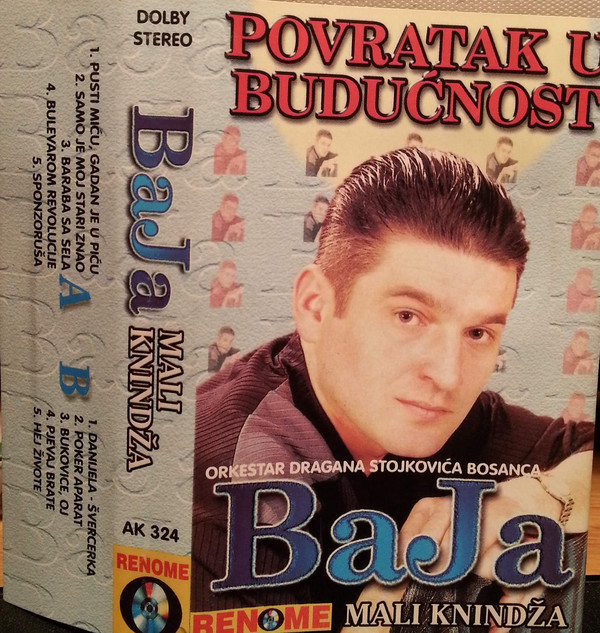 1. PUSTI MIĆU, GADAN JE U PIĆU
2. SAMO JE MOJ STARI ZNAO
3. BARABA SA SELA
4. BULEVAROM REVOLUCIJE
5. SPONZORUŠA
A
B
1. DANIJELA - ŠVERCERKA
2. POKER APARAT
3. BUKOVICE, OJ
4. PJEVAJ BRATE
5. HEJ ŽIVOTE
DOLBY
STEREO
BaJa
MALI
KNINDŽA
AK 324
RENOME
POVRATAK U
BUDUĆNOST
ORKESTAR DRAGANA STOJKOVIĆA BOSANCA
BaJa
RENOME
MALI KNINDŽA